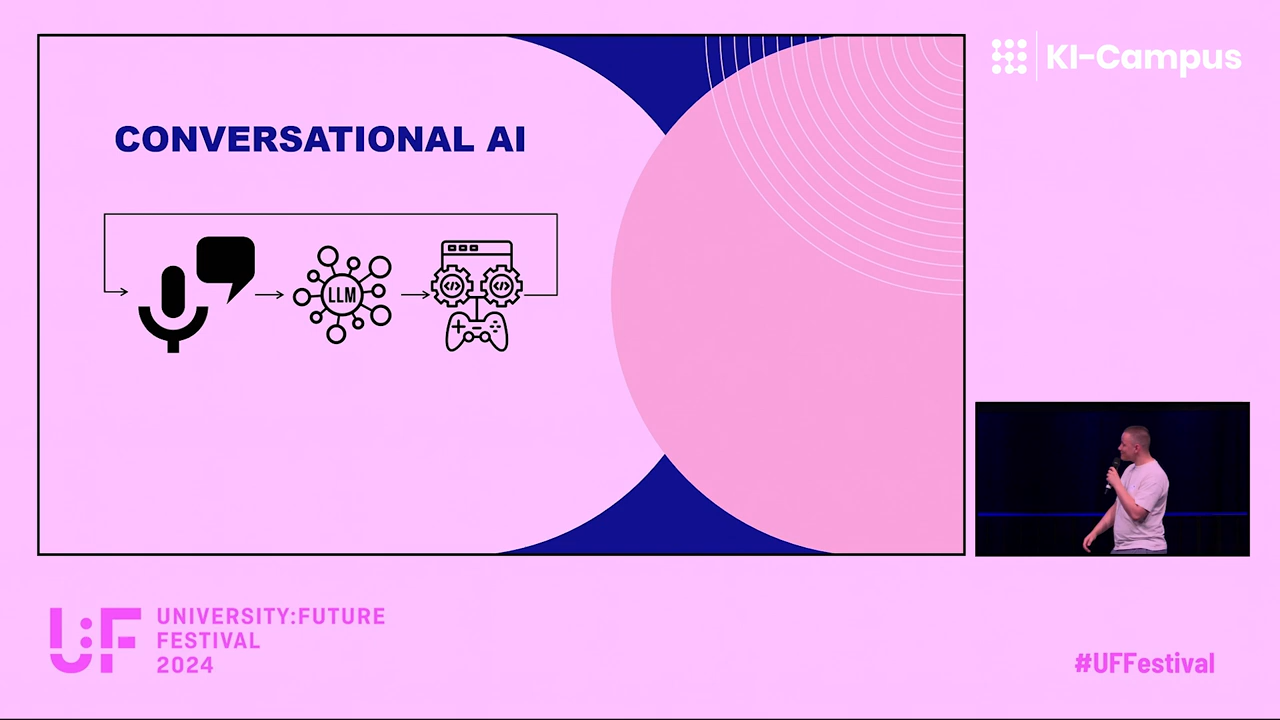 KI-Campus
CONVERSATIONAL AI
LLM
</>
</>
UNIVERSITY:FUTURE
FESTIVAL
2024
U:F
#UFFestival